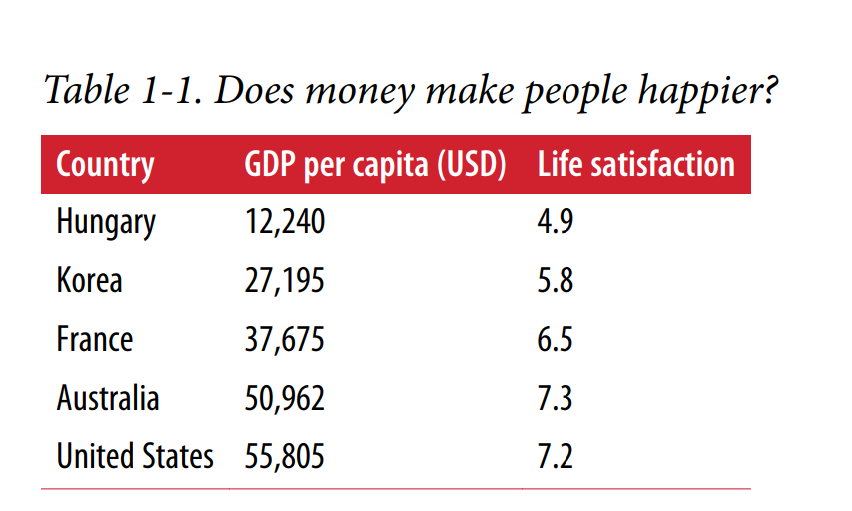 Table 1-1. Does money make people happier?
Country GDP per capita (USD) Life satisfaction
Hungary 12,240 4.9
Korea 27,195 5.8
France 37,675 6.5
Australia 50,962 7.3
United States 55,805 7.2